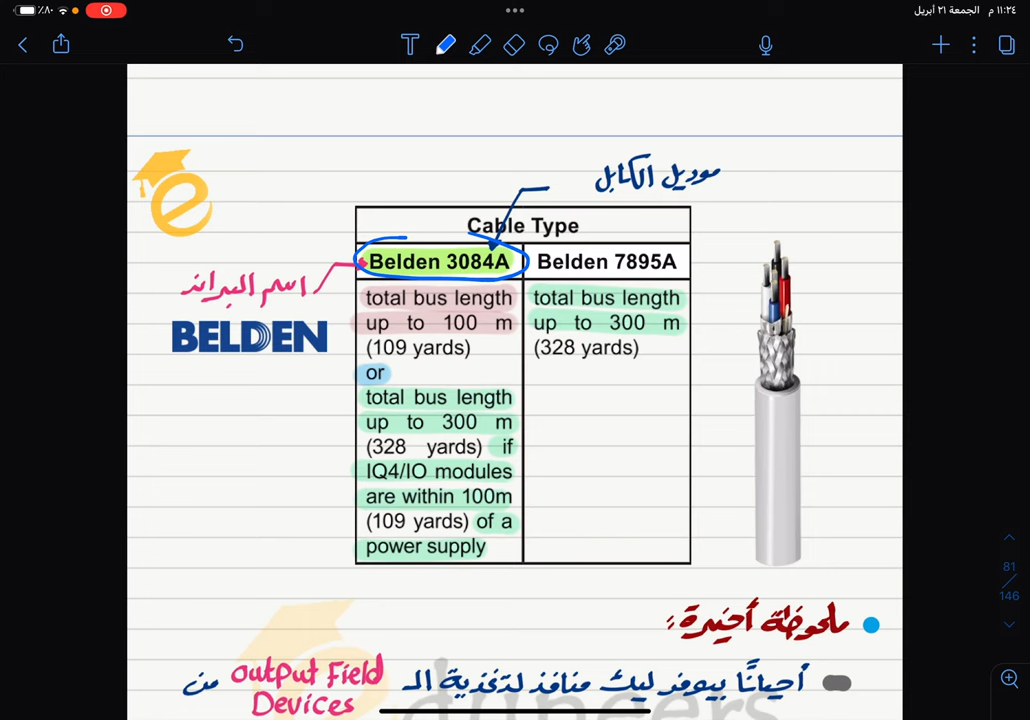 ٪٨٠
١١:٢٤ م الجمعة ٢١ أبريل
موديل الكابل
Cable Type
Belden 3084A
Belden 7895A
اسم البراند
BELDEN
total bus length
up to 100 m
(109 yards)
or
total bus length
up to 300 m
(328 yards) if
IQ4/IO modules
are within 100m
(109 yards) of a
power supply
total bus length
up to 300 m
(328 yards)
81
146
ملحوظة أخيرة:
أحيانًا بيوفر ليك منافذ لتغذية الـ output Field Devices من